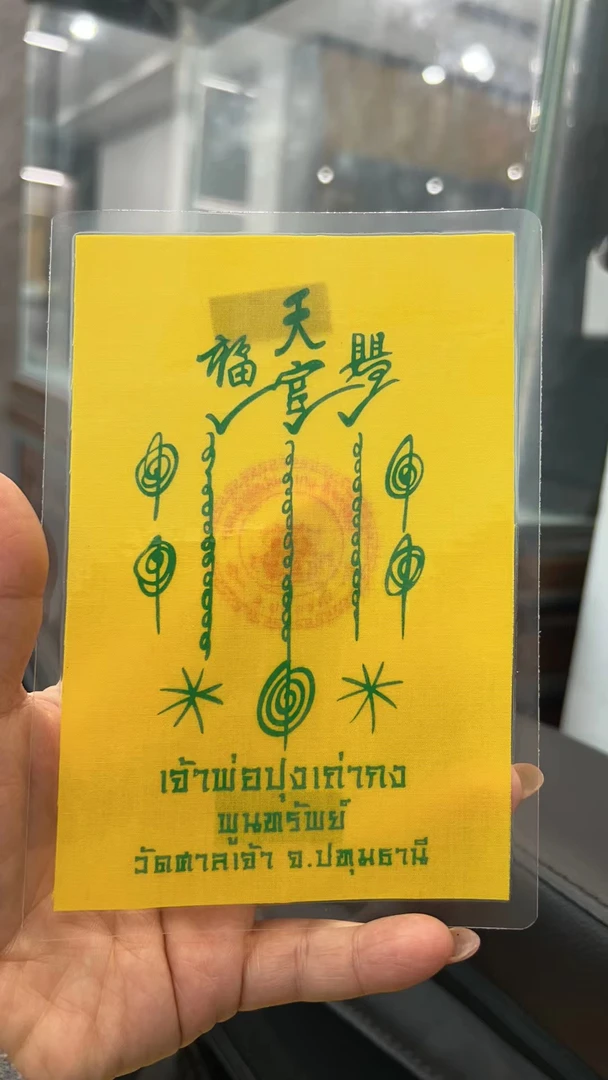 天
福 官
เจ้าพ่อปุงเถ่ากง
พูนทรัพย์
วัดศาลเจ้า จ.ปทุมธานี